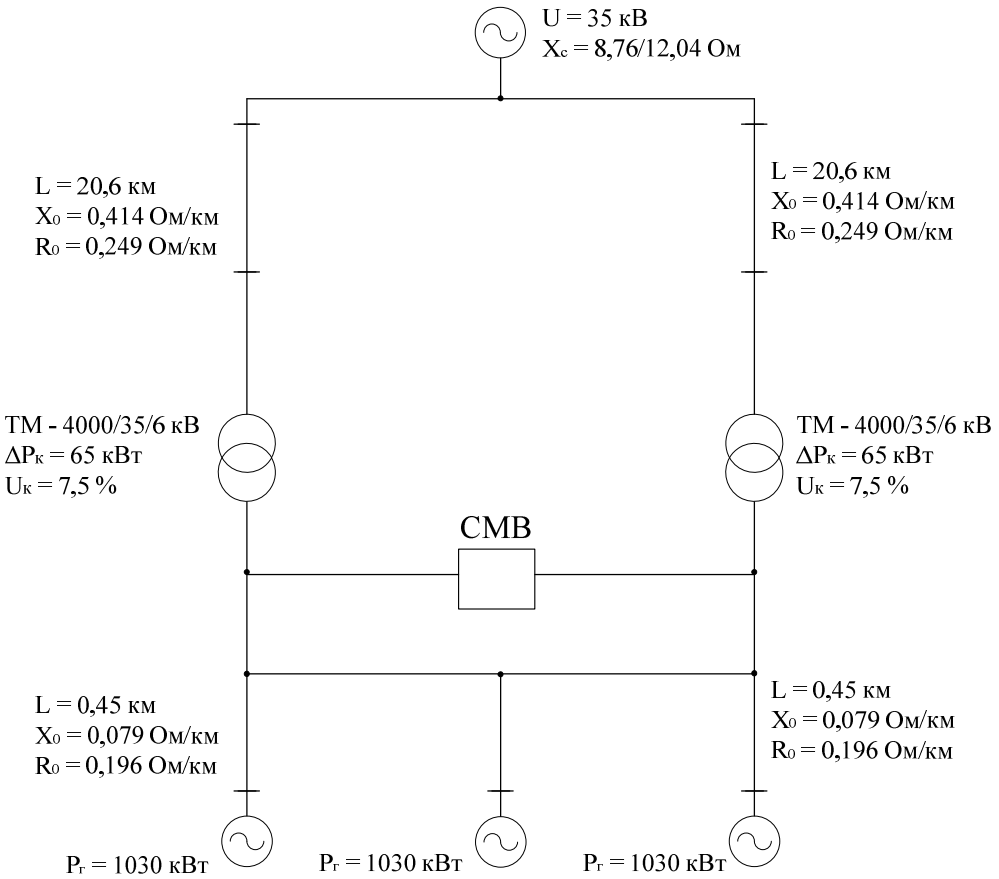 U = 35 кВ
Xс = 8,76/12,04 Ом
L = 20,6 км
X0 = 0,414 Ом/км
R0 = 0,249 Ом/км
L = 20,6 км
X0 = 0,414 Ом/км
R0 = 0,249 Ом/км
ТМ - 4000/35/6 кВ
ΔPк = 65 кВт
Uк = 7,5 %
ТМ - 4000/35/6 кВ
ΔPк = 65 кВт
Uк = 7,5 %
СМВ
L = 0,45 км
X0 = 0,079 Ом/км
R0 = 0,196 Ом/км
L = 0,45 км
X0 = 0,079 Ом/км
R0 = 0,196 Ом/км
Pг = 1030 кВт
Pг = 1030 кВт
Pг = 1030 кВт